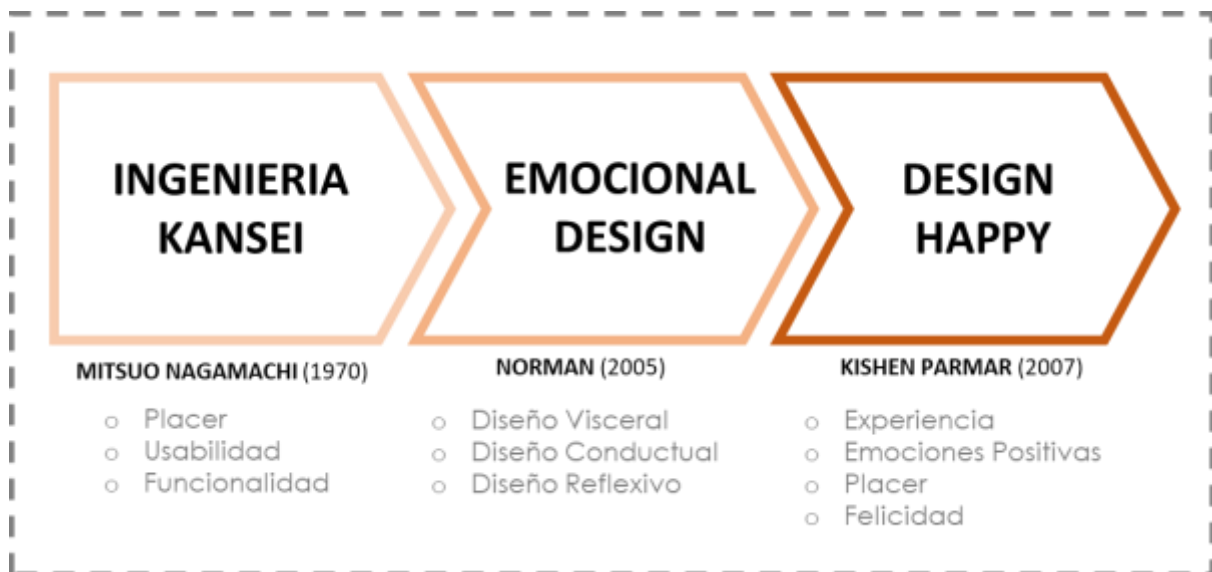 INGENIERIA
KANSEI
EMOCIONAL
DESIGN
DESIGN
HAPPY
MITSUO NAGAMACHI (1970)
NORMAN (2005)
KISHEN PARMAR (2007)
o Placer
o Usabilidad
o Funcionalidad
o Diseño Visceral
o Diseño Conductual
o Diseño Reflexivo
o Experiencia
o Emociones Positivas
o Placer
o Felicidad